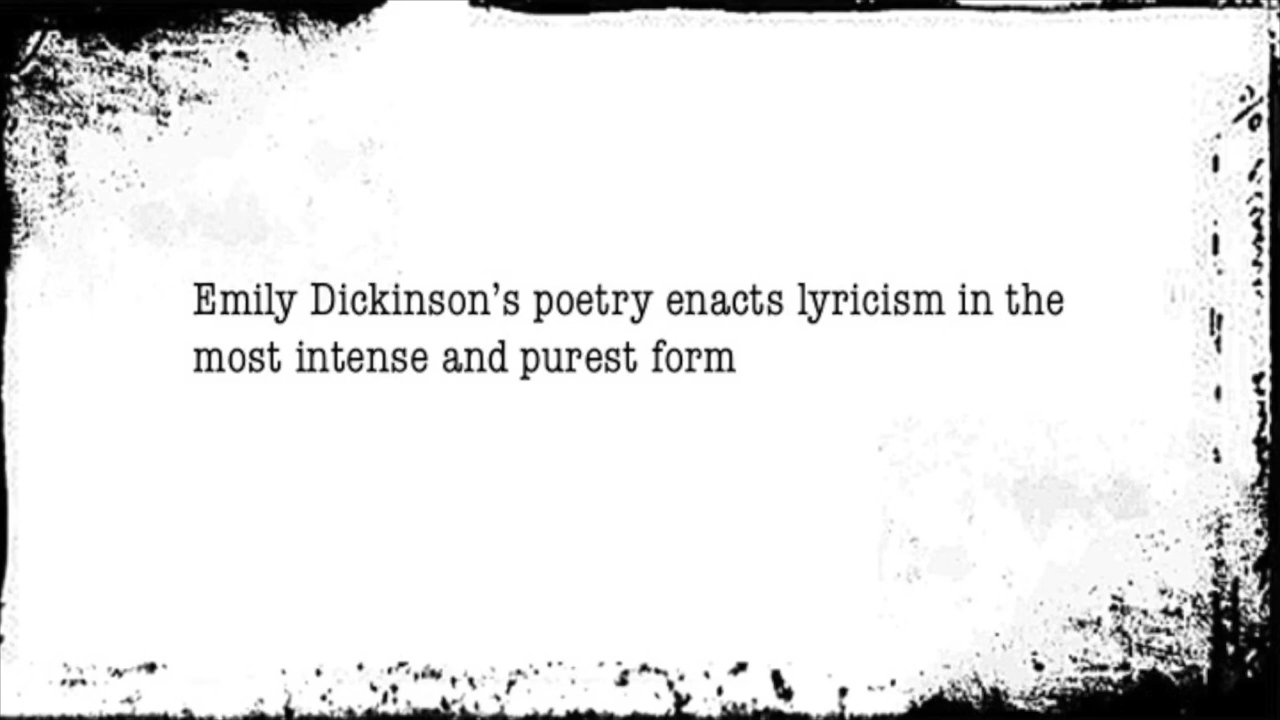 Emily Dickinson’s poetry enacts lyricism in the
most intense and purest form